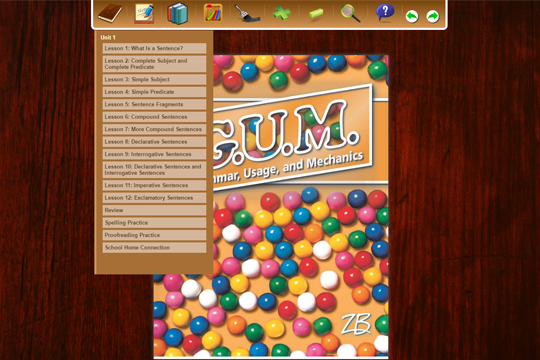 Unit 1
Lesson 1: What Is a Sentence?
Lesson 2: Complete Subject and
Complete Predicate
Lesson 3: Simple Subject
Lesson 4: Simple Predicate
Lesson 5: Sentence Fragments
Lesson 6: Compound Sentences
Lesson 7: More Compound Sentences
Lesson 8: Declarative Sentences
Lesson 9: Interrogative Sentences
Lesson 10: Declarative Sentences and
Interrogative Sentences
Lesson 11: Imperative Sentences
Lesson 12: Exclamatory Sentences
Review
Spelling Practice
Proofreading Practice
School Home Connection
G.U.M.
mmar, Usage, and Mechanics
ZB